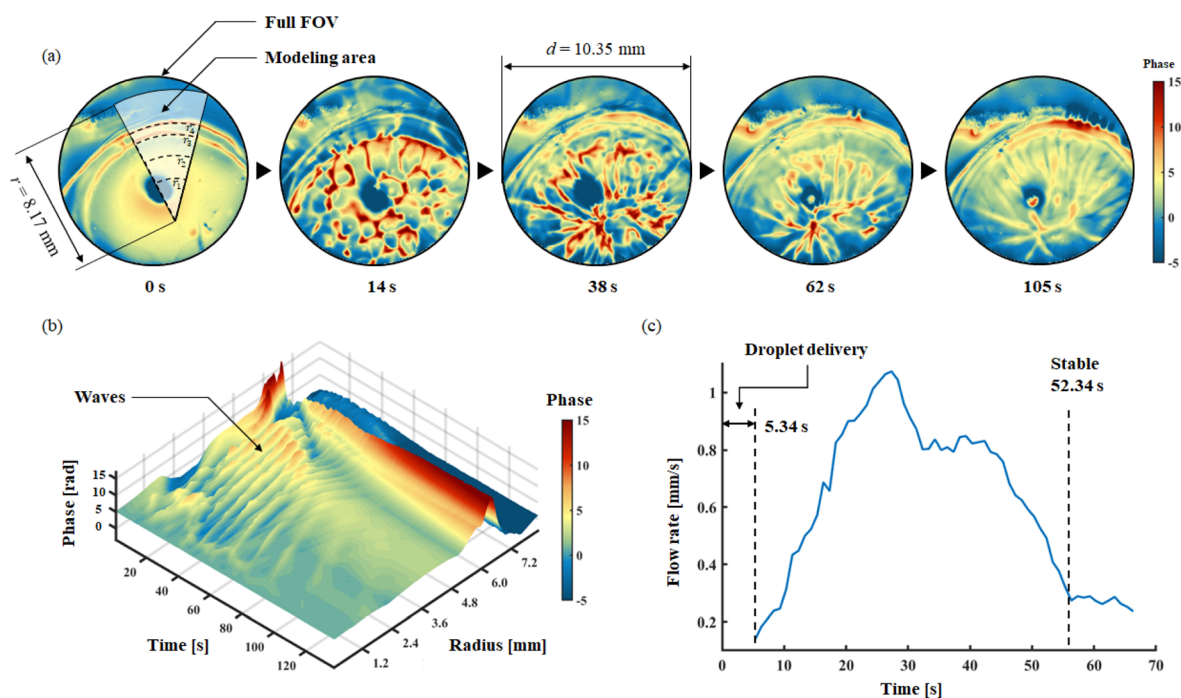 Full FOV
(a)
Modeling area
d = 10.35 mm
Phase
15
10
5
0
-5
r = 8.17 mm
r4
r3
r2
r1
0 s
14 s
38 s
62 s
105 s
(b)
Waves
Phase
15
10
5
0
-5
Phase [rad]
15
10
5
0
20
40
60
80
100
120
Time [s]
1.2
2.4
3.6
4.8
6.0
7.2
Radius [mm]
(c)
Droplet delivery
5.34 s
Stable
52.34 s
Flow rate [mm/s]
1
0.8
0.6
0.4
0.2
0
10
20
30
40
50
60
70
Time [s]